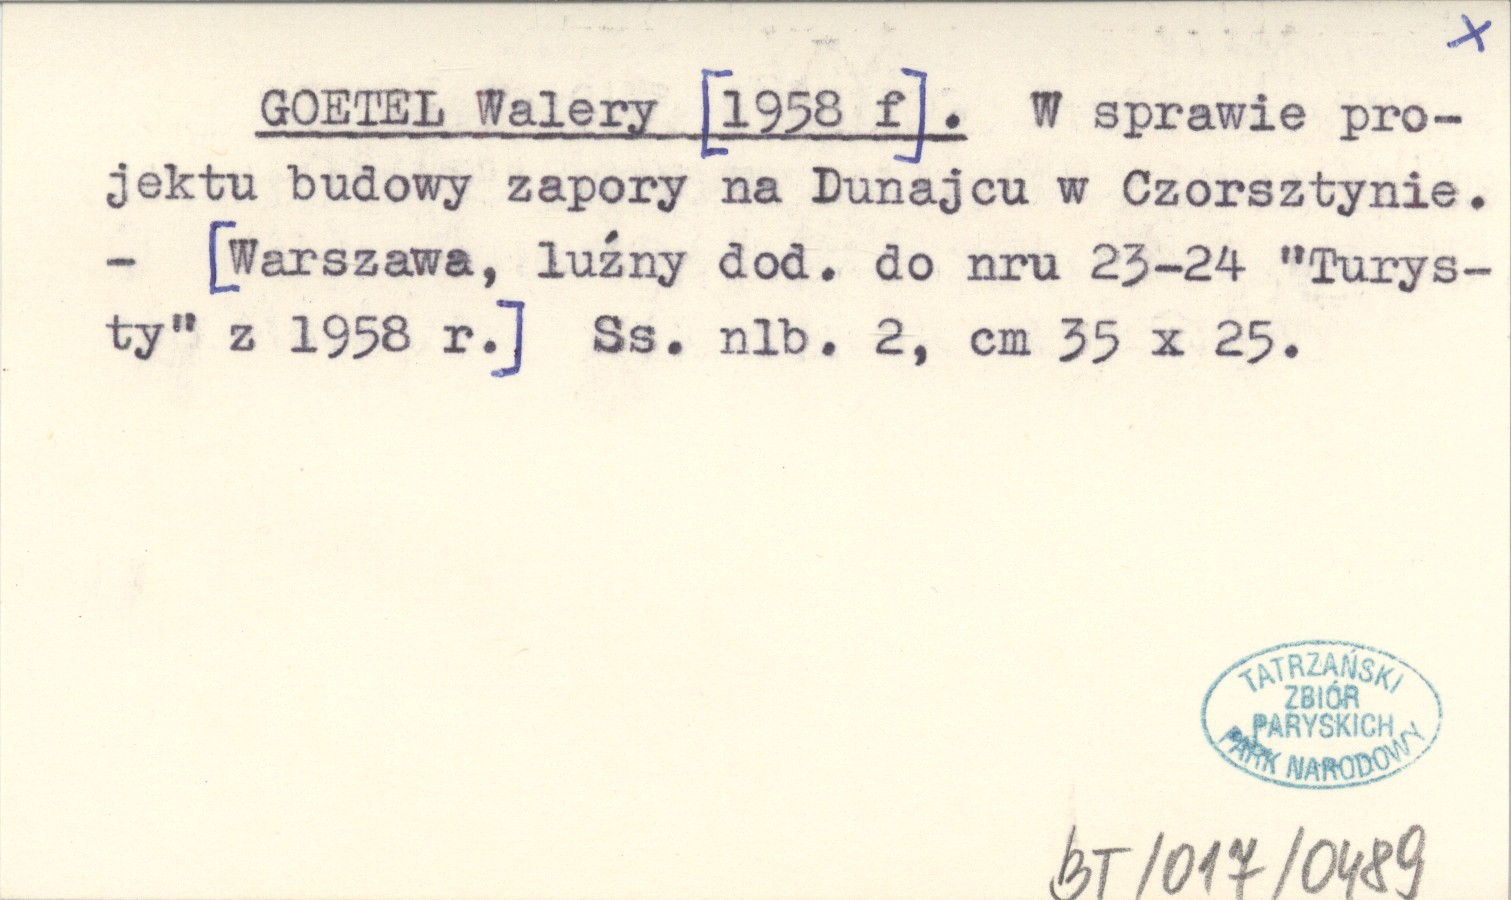 x
GOETEL Walery [1958 f]. W sprawie pro-
jektu budowy zapory na Dunajcu w Czorsztynie.
- [Warszawa, luźny dod. do nru 23-24 "Turys-
ty" z 1958 r.] Ss. nlb. 2, cm 35 x 25.
TATRZAŃSKI
ZBIÓR
PARYSKICH
PARK NARODOWY
BT/017/0489